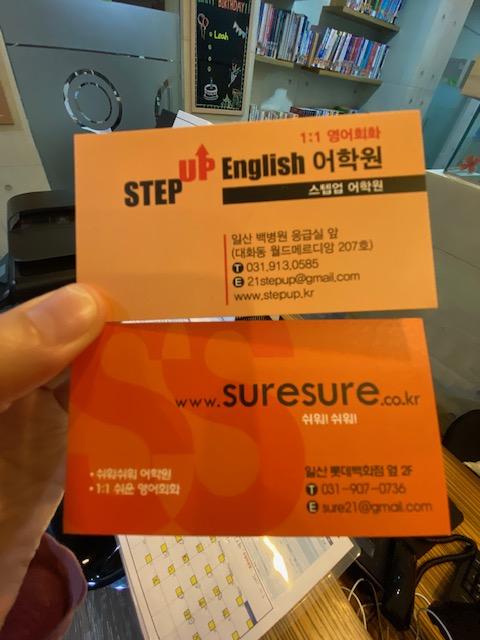 BIRTHDAY!
Leah
1:1 영어회화
STEP UP English 어학원
스텝업 어학원
일산 백병원 응급실 앞
(대화동 월드메르디앙 207호)
T 031.913.0585
E 21stepup@gmail.com
www.stepup.kr
SS
www.suresure.co.kr
쉬워! 쉬워!
• 쉬워쉬워 어학원
• 1:1 쉬운 영어회화
일산 롯데백화점 옆 2F
T 031-907-0736
E sure21@gmail.com